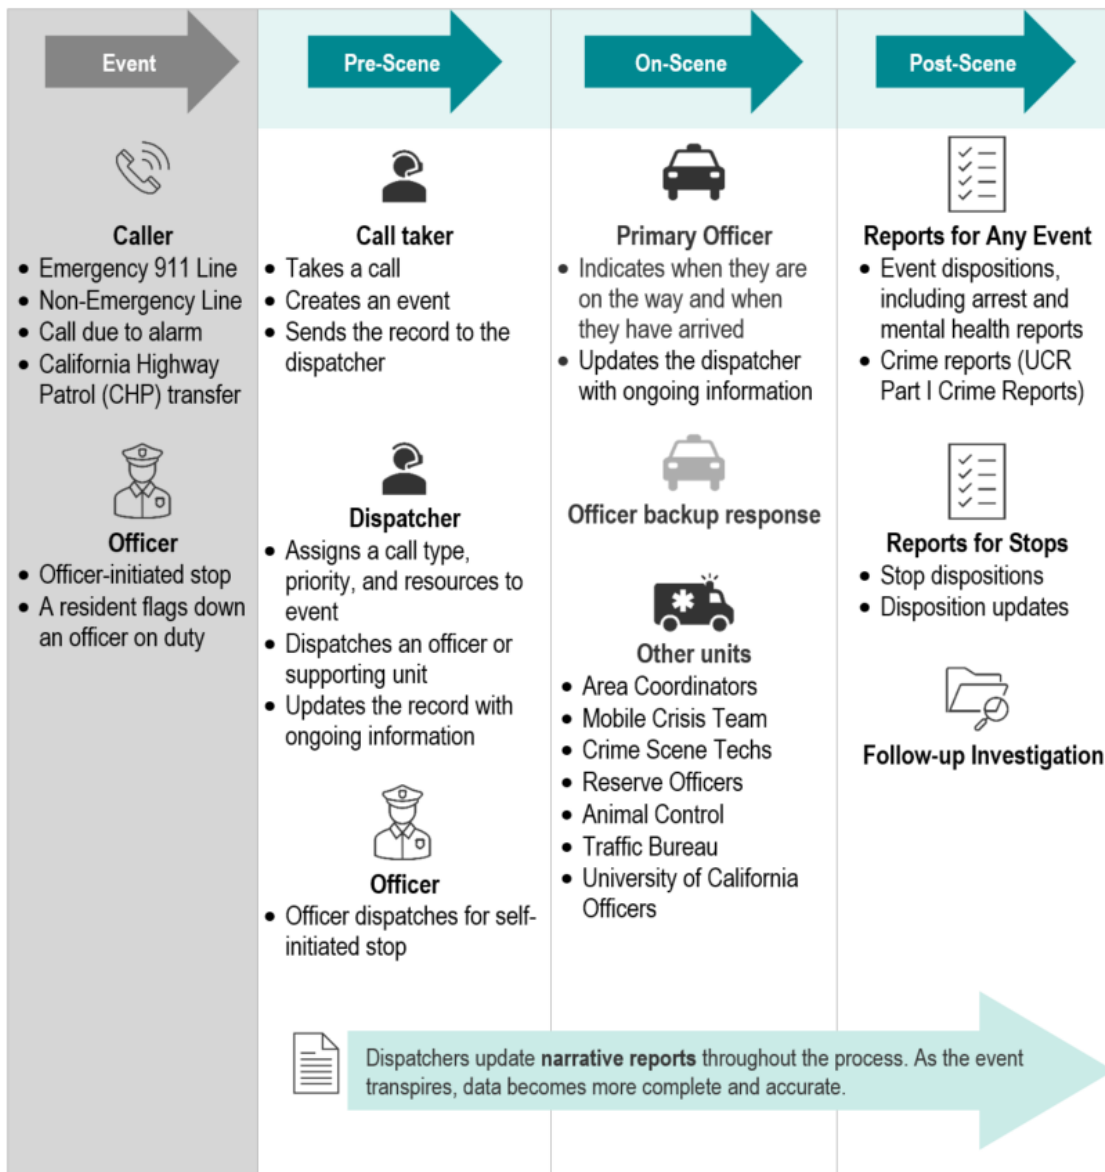 Event
Pre-Scene
On-Scene
Post-Scene
Caller
• Emergency 911 Line
• Non-Emergency Line
• Call due to alarm
• California Highway
Patrol (CHP) transfer
Officer
• Officer-initiated stop
• A resident flags down
an officer on duty
Call taker
• Takes a call
• Creates an event
• Sends the record to the
dispatcher
Dispatcher
• Assigns a call type,
priority, and resources to
event
• Dispatches an officer or
supporting unit
• Updates the record with
ongoing information
Officer
• Officer dispatches for self-
initiated stop
Primary Officer
• Indicates when they are
on the way and when
they have arrived
• Updates the dispatcher
with ongoing information
Officer backup response
Other units
• Area Coordinators
• Mobile Crisis Team
• Crime Scene Techs
• Reserve Officers
• Animal Control
• Traffic Bureau
• University of California
Officers
Reports for Any Event
• Event dispositions,
including arrest and
mental health reports
• Crime reports (UCR
Part I Crime Reports)
Reports for Stops
• Stop dispositions
• Disposition updates
Follow-up Investigation
Dispatchers update narrative reports throughout the process. As the event
transpires, data becomes more complete and accurate.